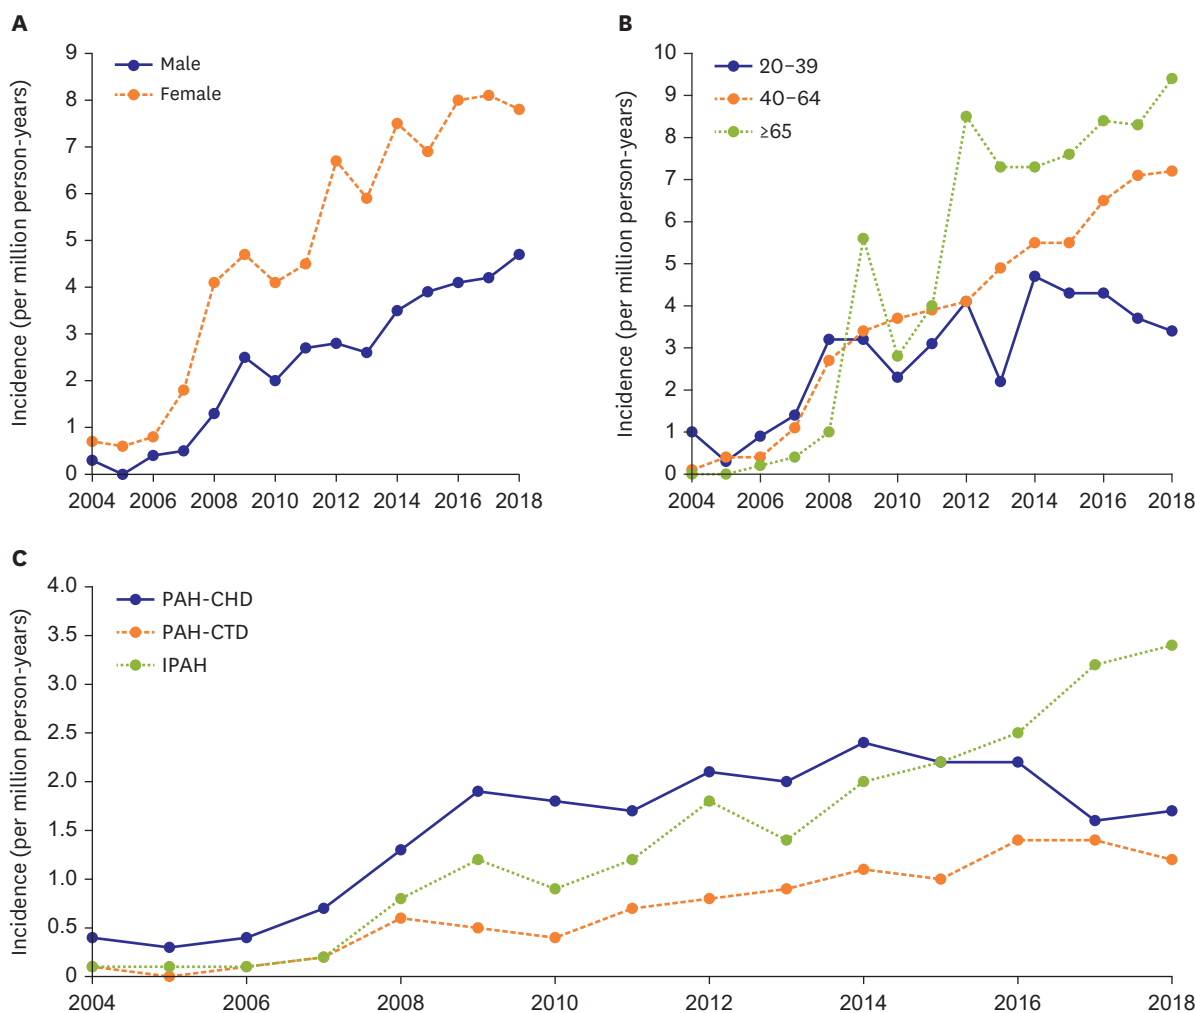 A
Incidence (per million person-years)
9
8
7
6
5
4
3
2
1
0
Male
Female
2004 2006 2008 2010 2012 2014 2016 2018
B
Incidence (per million person-years)
10
9
8
7
6
5
4
3
2
1
0
20–39
40–64
≥65
2004 2006 2008 2010 2012 2014 2016 2018
C
Incidence (per million person-years)
4.0
3.5
3.0
2.5
2.0
1.5
1.0
0.5
0
PAH-CHD
PAH-CTD
IPAH
2004 2006 2008 2010 2012 2014 2016 2018